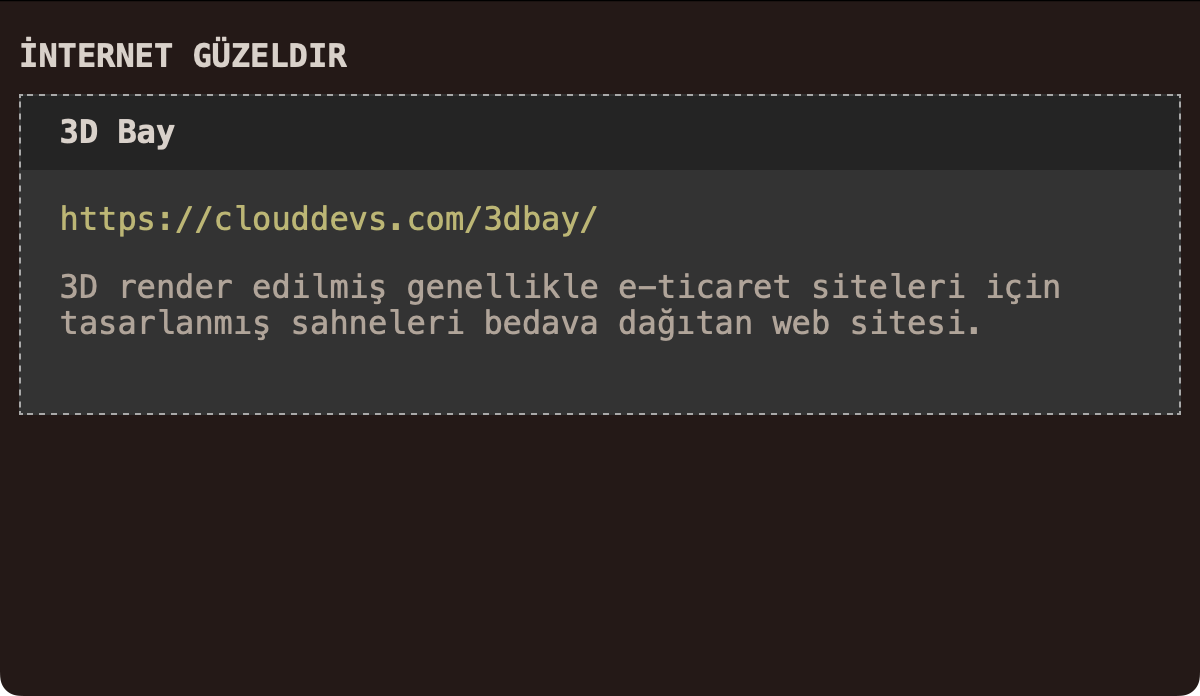 İNTERNET GÜZELDIR
3D Bay
https://clouddevs.com/3dbay/
3D render edilmiş genellikle e-ticaret siteleri için
tasarlanmış sahneleri bedava dağıtan web sitesi.